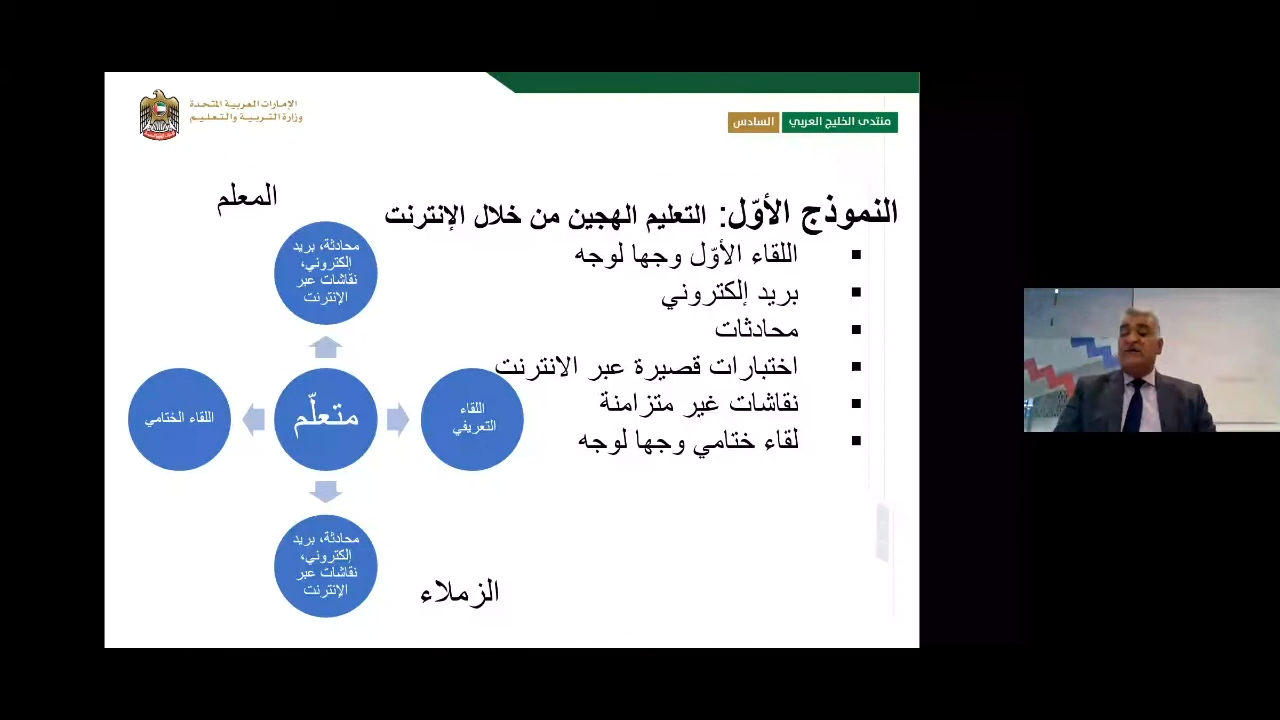 الإمارات العربية المتحدة
وزارة التربية والتعليم
منتدى الخليج العربي السادس
النموذج الأوّل: التعليم الهجين من خلال الإنترنت
اللقاء الأوّل وجها لوجه
بريد إلكتروني
محادثات
اختبارات قصيرة عبر الانترنت
نقاشات غير متزامنة
لقاء ختامي وجها لوجه
المعلم
محادثة، بريد
إلكتروني،
نقاشات عبر
الإنترنت
اللقاء
التعريفي
متعلّم
اللقاء الختامي
محادثة، بريد
إلكتروني،
نقاشات عبر
الإنترنت
الزملاء